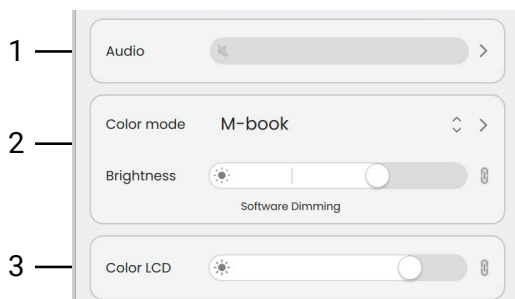 1
Audio
2
Color mode M-book
Brightness
Software Dimming
3
Color LCD